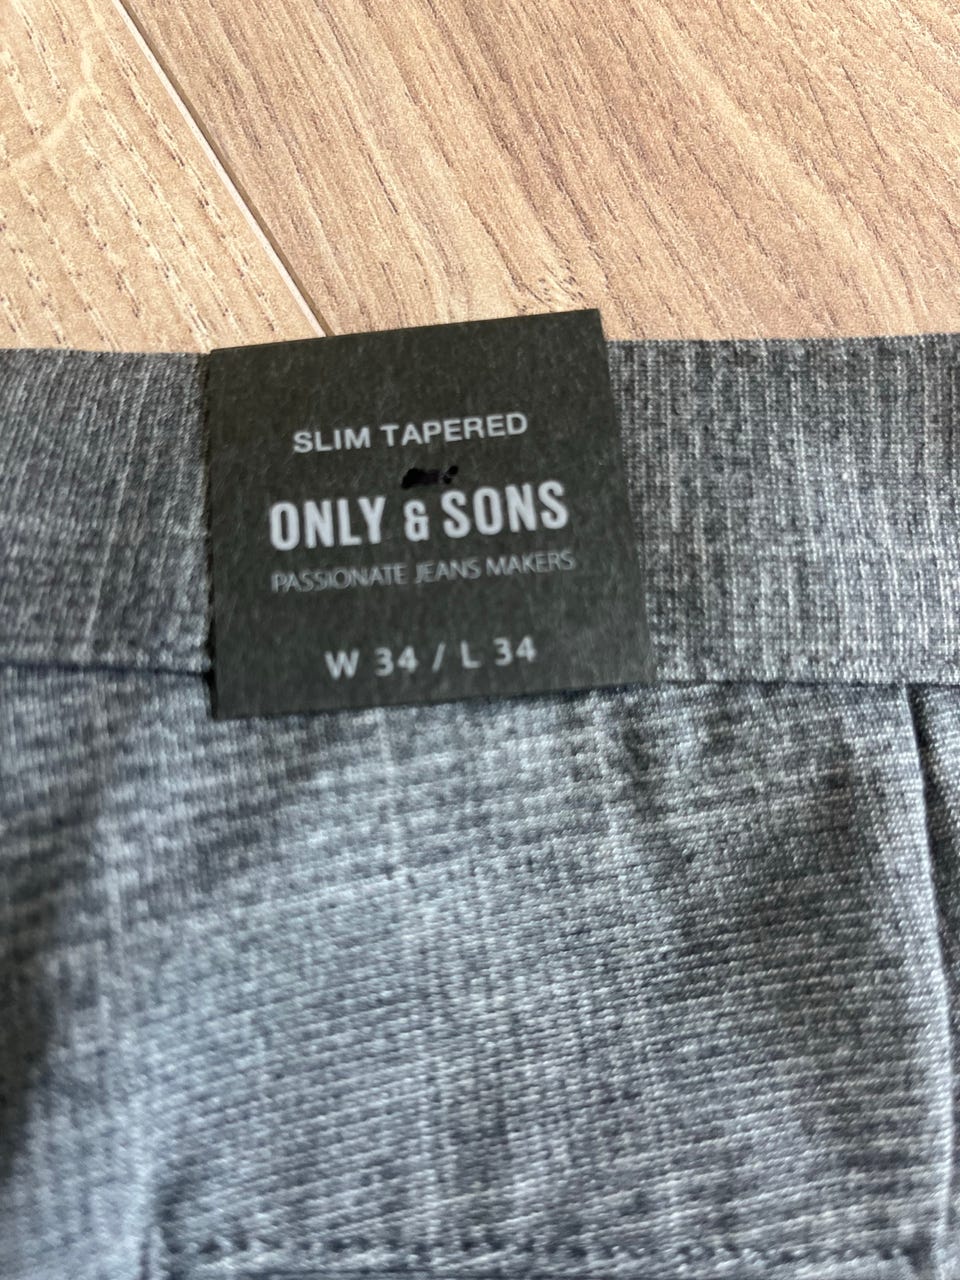 SLIM TAPERED
ONLY & SONS
PASSIONATE JEANS MAKERS
W 34 / L 34